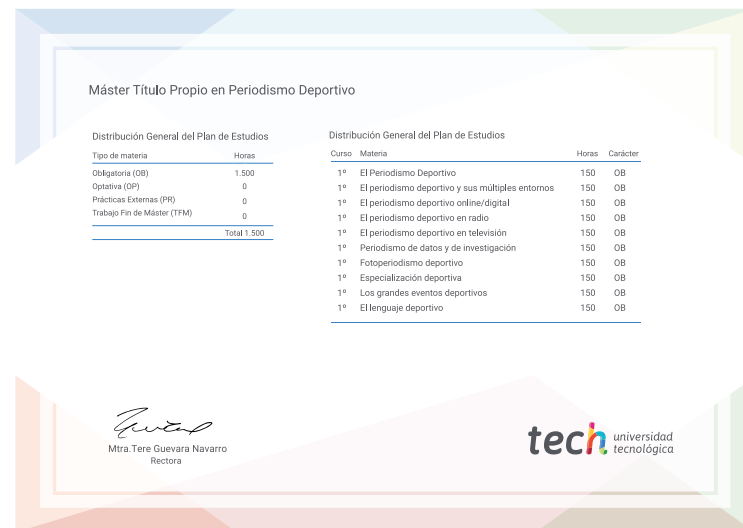 Máster Título Propio en Periodismo Deportivo
Distribución General del Plan de Estudios
Tipo de materia Horas
Obligatoria (OB) 1.500
Optativa (OP) 0
Prácticas Externas (PR) 0
Trabajo Fin de Máster (TFM) 0
Total 1.500
Distribución General del Plan de Estudios
Curso Materia Horas Carácter
1º El Periodismo Deportivo 150 OB
1º El periodismo deportivo y sus múltiples entornos 150 OB
1º El periodismo deportivo online/digital 150 OB
1º El periodismo deportivo en radio 150 OB
1º El periodismo deportivo en televisión 150 OB
1º Periodismo de datos y de investigación 150 OB
1º Fotoperiodismo deportivo 150 OB
1º Especialización deportiva 150 OB
1º Los grandes eventos deportivos 150 OB
1º El lenguaje deportivo 150 OB
Mtra.Tere Guevara Navarro
Rectora
tech universidad
tecnológica